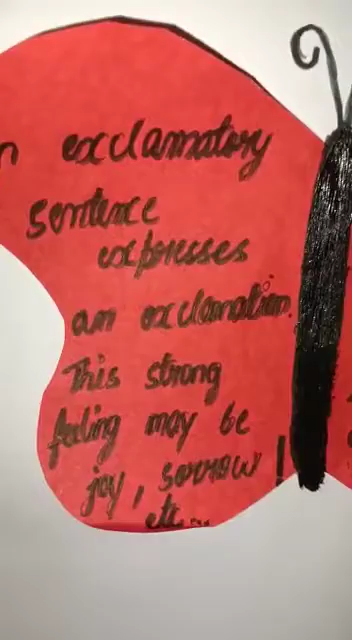 n exclamatory
sentence
expresses
an exclamation.
This strong
feeling may be
joy, sorrow !
etc...